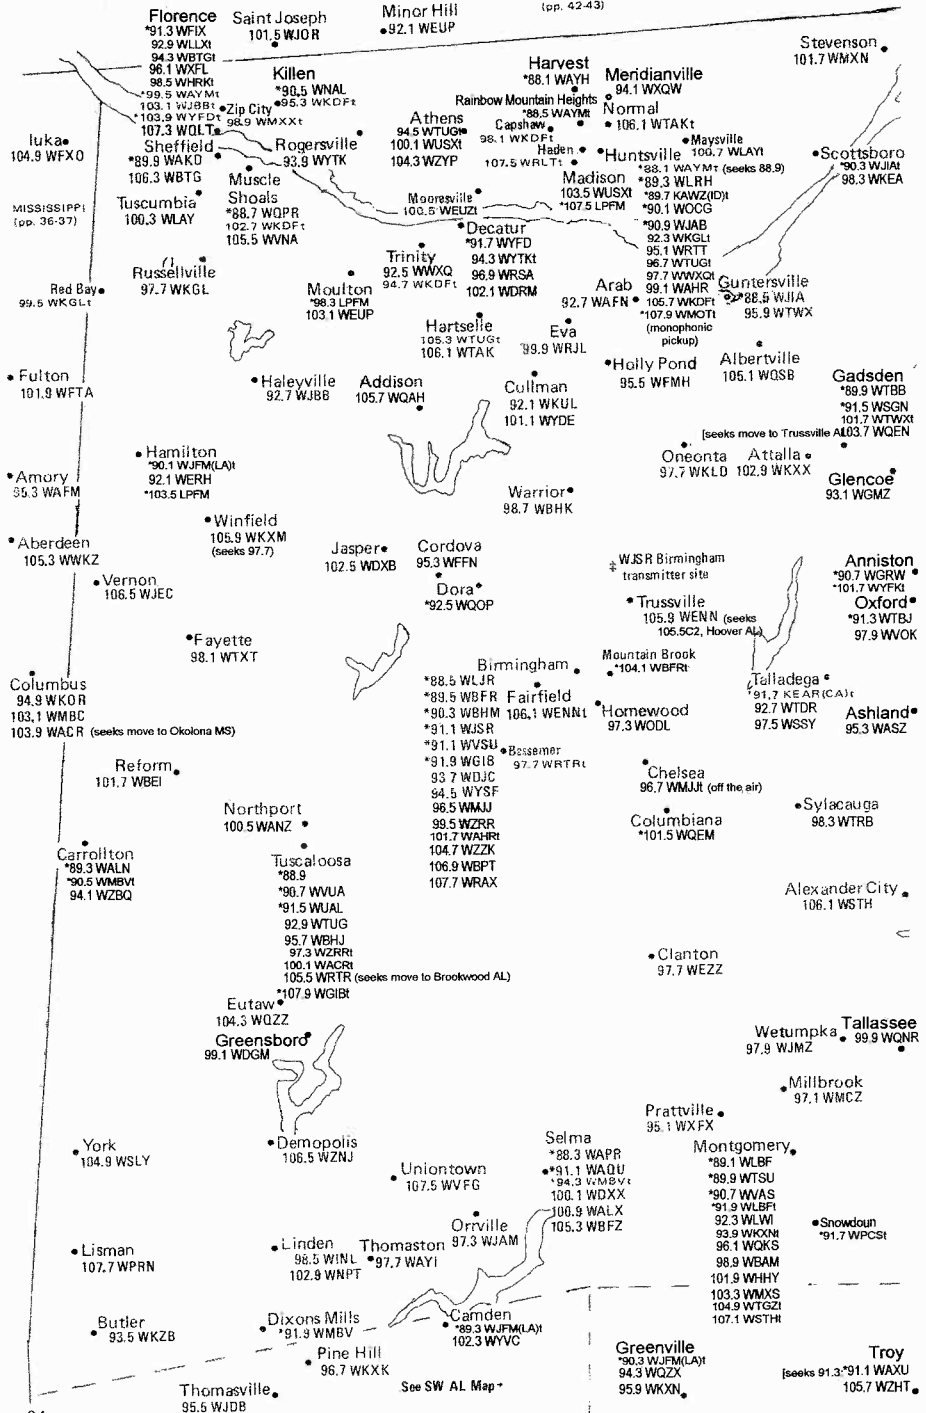 (pp. 42-43)
Florence
*91.3 WFIX
92.9 WLLXt
94.3 WBTGt
96.1 WXFL
98.5 WHRKt
*99.5 WAYMt
103.1 WJBBt
*103.9 WYFDt
107.3 WQLT
Saint Joseph
101.5 WJOR
Minor Hill
92.1 WEUP
Stevenson
101.7 WMXN
Killen
*90.5 WNAL
95.3 WKDFt
Zip City
98.9 WMXXt
Harvest
*88.1 WAYH
Meridianville
94.1 WXQW
Rainbow Mountain Heights
*88.5 WAYMt
Normal
106.1 WTAKt
Athens
94.5 WTUGt
100.1 WUSXt
104.3 WZYP
Capshaw
98.1 WKDFt
Haden
107.5 WRLTt
Maysville
106.7 WLAYt
Iuka
104.9 WFXO
Sheffield
*89.9 WAKD
106.3 WBTG
Rogersville
93.9 WYTK
Huntsville
*88.1 WAYMt (seeks 88.9)
*89.3 WLRH
*89.7 KAWZ(ID)t
*90.1 WOCG
*90.9 WJAB
92.3 WKGLt
95.1 WRTT
96.7 WTUGt
97.7 WWXQt
99.1 WAHR
105.7 WKDFt
*107.9 WMOTt
(monophonic
pickup)
Scottsboro
*90.3 WJIAt
98.3 WKEA
Madison
103.5 WUSXt
*107.5 LPFM
MISSISSIPPI
(pp. 36-37)
Tuscumbia
100.3 WLAY
Muscle
Shoals
*88.7 WQPR
102.7 WKDFt
105.5 WVNA
Mooresville
100.5 WEUZt
Decatur
*91.7 WYFD
94.3 WYTKt
96.9 WRSA
102.1 WDRM
Trinity
92.5 WWXQ
94.7 WKDFt
Russellville
97.7 WKGL
Red Bay
99.5 WKGLt
Moulton
*98.3 LPFM
103.1 WEUP
Arab
92.7 WAFN
Guntersville
*88.5 WJIA
95.9 WTWX
Hartselle
105.3 WTUGt
106.1 WTAK
Eva
99.9 WRJL
Albertville
105.1 WQSB
Fulton
101.9 WFTA
Haleyville
92.7 WJBB
Addison
105.7 WQAH
Cullman
92.1 WKUL
101.1 WYDE
Holly Pond
95.5 WFMH
Gadsden
*89.9 WTBB
*91.5 WSGN
101.7 WTWXt
[seeks move to Trussville AL] 103.7 WQEN
Hamilton
*90.1 WJFM(LA)t
92.1 WERH
*103.5 LPFM
Oneonta
97.7 WKLD
Attalla
102.9 WKXX
Glencoe
93.1 WGMZ
Amory
95.3 WAFM
Warrior
98.7 WBHK
Winfield
105.9 WKXM
(seeks 97.7)
Aberdeen
105.3 WWKZ
Jasper
102.5 WDXB
Cordova
95.3 WFFN
WJSR Birmingham
transmitter site
Anniston
*90.7 WGRW
*101.7 WYFKt
Vernon
106.5 WJEC
Dora
*92.5 WQOP
Trussville
105.9 WENN (seeks
105.5C2, Hoover AL)
Oxford
*91.3 WTBJ
97.9 WVOK
Fayette
98.1 WTXT
Mountain Brook
*104.1 WBFRt
Columbus
94.9 WKOR
103.1 WMBC
103.9 WACR (seeks move to Okolona MS)
Birmingham
*88.5 WLJR
*89.5 WBFR
*90.3 WBHM
*91.1 WJSR
*91.1 WVSU
*91.9 WGIB
93.7 WDJC
94.5 WYSF
96.5 WMJJ
99.5 WZRR
101.7 WAHRt
104.7 WZZK
106.9 WBPT
107.7 WRAX
Fairfield
106.1 WENNt
Homewood
97.3 WODL
Talladega
*91.7 KEAR(CA)t
92.7 WTDR
97.5 WSSY
Ashland
95.3 WASZ
Bessemer
97.7 WRTRt
Reform
101.7 WBEI
Chelsea
96.7 WMJJt (off the air)
Northport
100.5 WANZ
Columbiana
*101.5 WQEM
Sylacauga
98.3 WTRB
Carrollton
*89.3 WALN
*90.5 WMBVt
94.1 WZBQ
Tuscaloosa
*88.9
*90.7 WVUA
*91.5 WUAL
92.9 WTUG
95.7 WBHJ
97.3 WZRRt
100.1 WACRt
105.5 WRTR (seeks move to Brookwood AL)
*107.9 WGIBt
Alexander City
106.1 WSTH
Clanton
97.7 WEZZ
Eutaw
104.3 WQZZ
Greensboro
99.1 WDGM
Wetumpka
97.9 WJMZ
Tallassee
99.9 WQNR
Millbrook
97.1 WMCZ
Prattville
95.1 WXFX
York
104.9 WSLY
Demopolis
106.5 WZNJ
Uniontown
107.5 WVFG
Selma
*88.3 WAPR
*91.1 WAQU
*94.3 WMBVt
100.1 WDXX
100.9 WALX
105.3 WBFZ
Montgomery
*89.1 WLBF
*89.9 WTSU
*90.7 WVAS
*91.9 WLBFt
92.3 WLWI
93.9 WKXNt
96.1 WQKS
98.9 WBAM
101.9 WHHY
103.3 WMXS
104.9 WTGZt
107.1 WSTHt
Snowdoun
*91.7 WPCSt
Orrville
97.3 WJAM
Lisman
107.7 WPRN
Linden
98.5 WINL
102.9 WNPT
Thomaston
97.7 WAYI
Butler
93.5 WKZB
Dixons Mills
*91.9 WMBV
Camden
*89.3 WJFM(LA)t
102.3 WYVC
Pine Hill
96.7 WKXK
Greenville
*90.3 WJFM(LA)t
94.3 WQZX
95.9 WKXN
Troy
[seeks 91.3: *91.1 WAXU
105.7 WZHT
See SW AL Map
Thomasville
95.5 WJDB